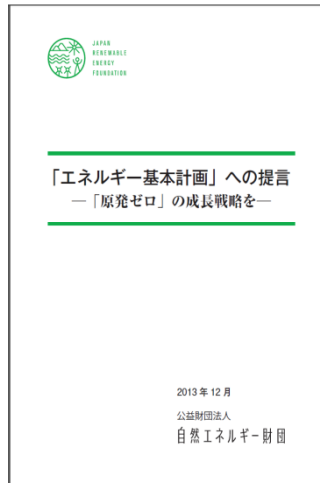 JAPAN
RENEWABLE
ENERGY
FOUNDATION
「エネルギー基本計画」への提言
―「原発ゼロ」の成長戦略を―
2013年12月
公益財団法人
自然エネルギー財団